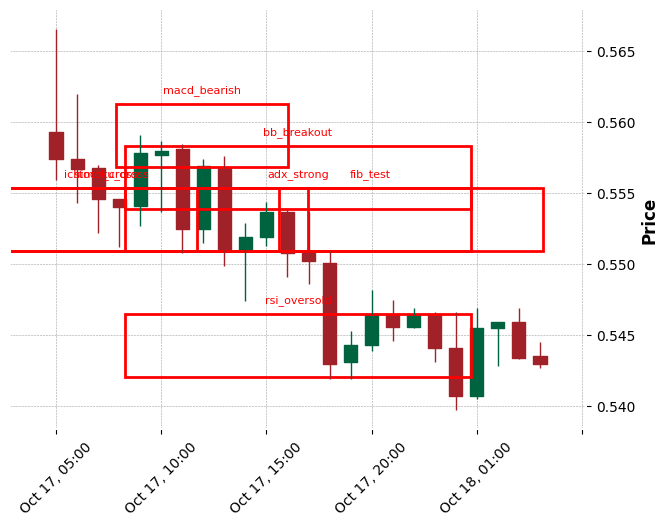 0.565
macd_bearish
0.560
bb_breakout
adx_strong
fib_test
0.555
Price
0.550
rsi_oversold
0.545
0.540
Oct 17, 05:00
Oct 17, 10:00
Oct 17, 15:00
Oct 17, 20:00
Oct 18, 01:00